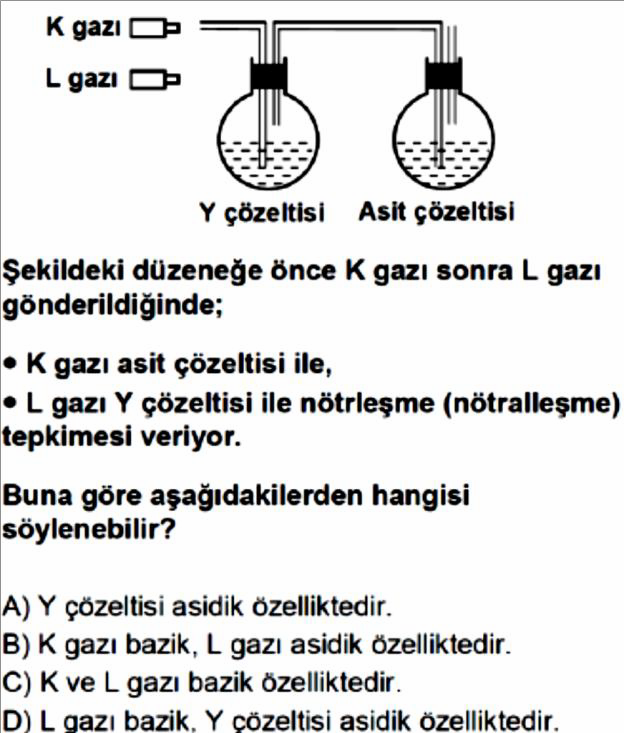 K gazı
L gazı
Y çözeltisi Asit çözeltisi
Şekildeki düzeneğe önce K gazı sonra L gazı
gönderildiğinde;
• K gazı asit çözeltisi ile,
• L gazı Y çözeltisi ile nötrleşme (nötralleşme)
tepkimesi veriyor.
Buna göre aşağıdakilerden hangisi
söylenebilir?
A) Y çözeltisi asidik özelliktedir.
B) K gazı bazik, L gazı asidik özelliktedir.
C) K ve L gazı bazik özelliktedir.
D) L gazı bazik, Y çözeltisi asidik özelliktedir.